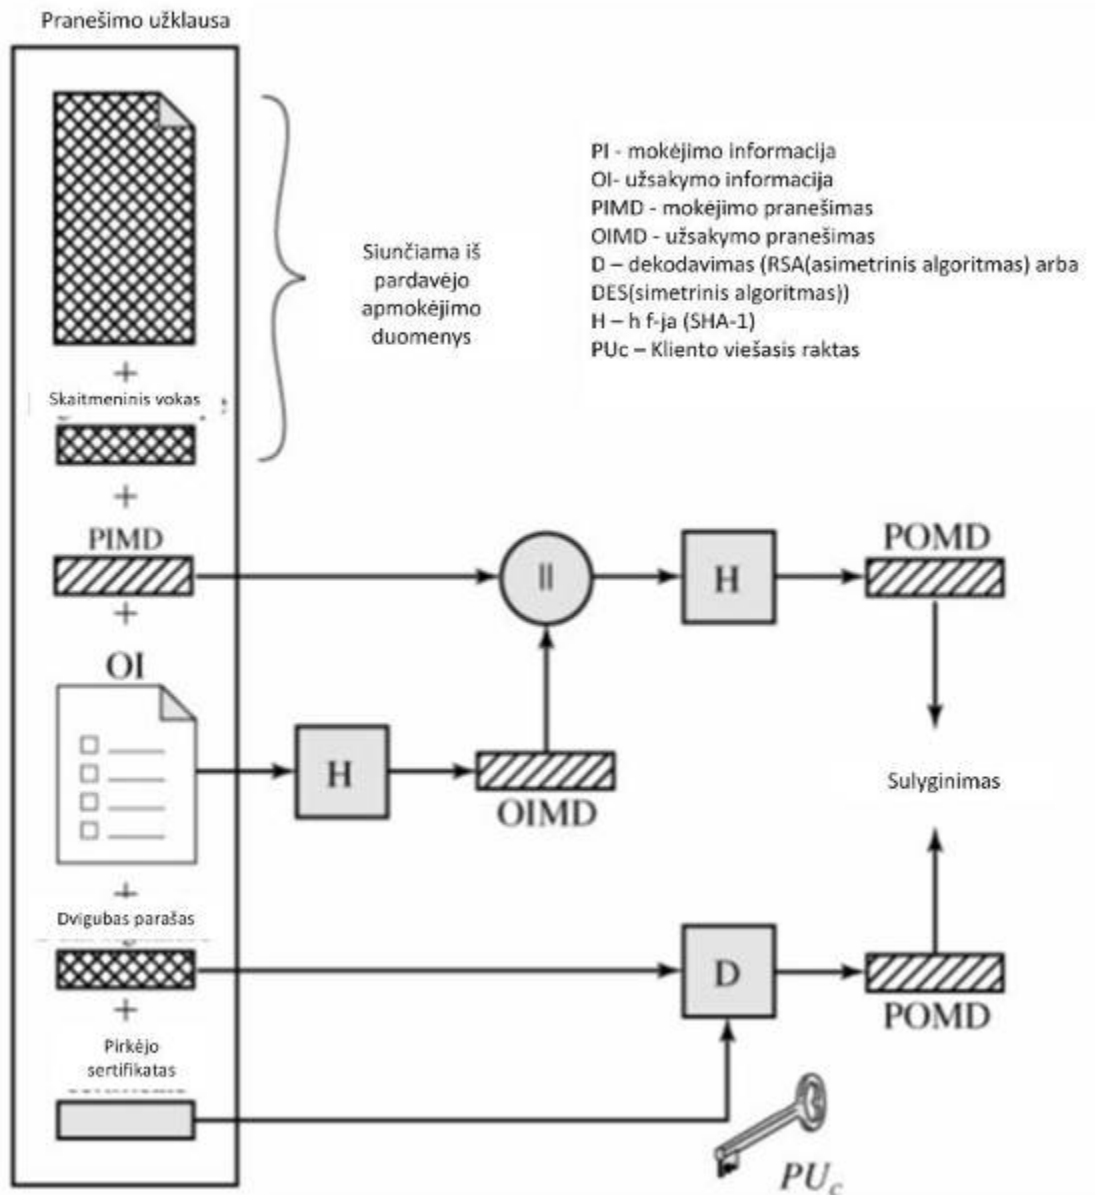 Pranešimo užklausa
PI - mokėjimo informacija
OI- užsakymo informacija
PIMD - mokėjimo pranešimas
OIMD - užsakymo pranešimas
D – dekodavimas (RSA(asimetrinis algoritmas) arba
DES(simetrinis algoritmas))
H – h f-ja (SHA-1)
PUc – Kliento viešasis raktas
Siunčiama iš
pardavėjo
apmokėjimo
duomenys
+
Skaitmeninis vokas
+
PIMD
||
H
POMD
+
OI
H
OIMD
Sulyginimas
+
Dvigubas parašas
D
POMD
+
Pirkėjo
sertifikatas
PUc